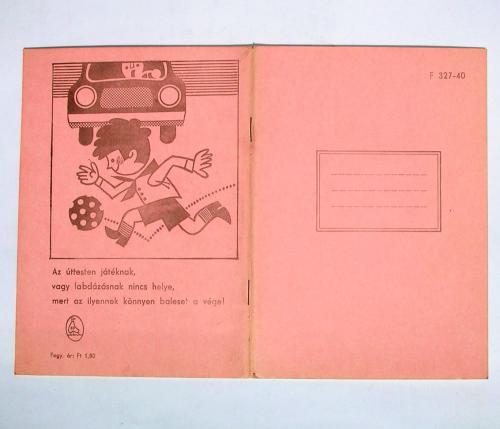 Az úttesten játéknak,
vagy labdázásnak nincs helye,
mert az ilyennek könnyen baleset a vége!
Fogy. ár: Ft 1,80
F 327-40